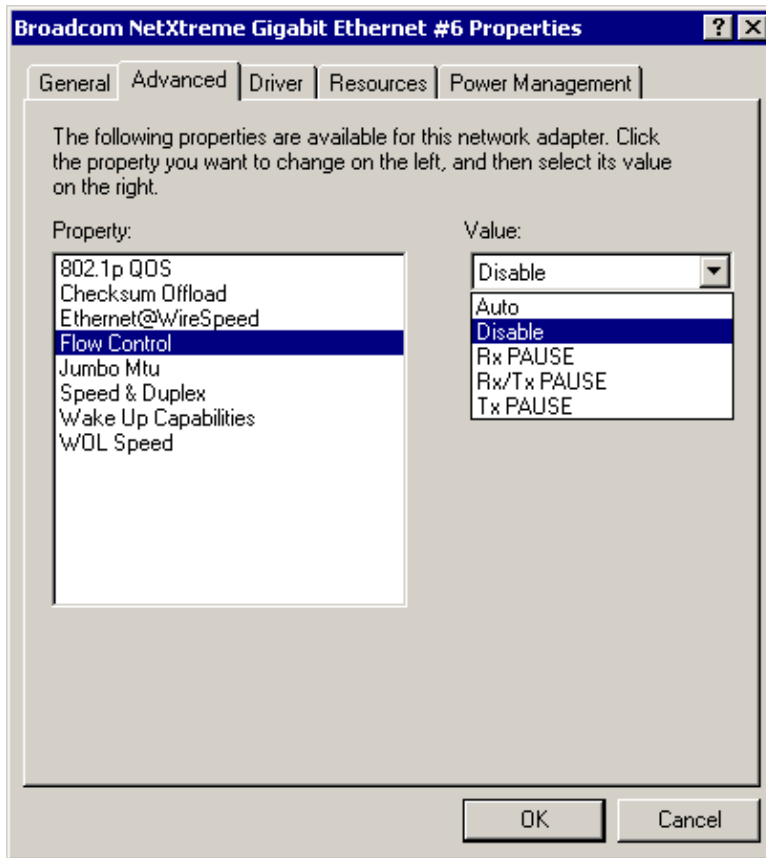 Broadcom NetXtreme Gigabit Ethernet #6 Properties
General Advanced Driver Resources Power Management
The following properties are available for this network adapter. Click
the property you want to change on the left, and then select its value
on the right.
Property:
802.1p QOS
Checksum Offload
Ethernet@WireSpeed
Flow Control
Jumbo Mtu
Speed & Duplex
Wake Up Capabilities
WOL Speed
Value:
Disable
Auto
Disable
Rx PAUSE
Rx/Tx PAUSE
Tx PAUSE
OK Cancel